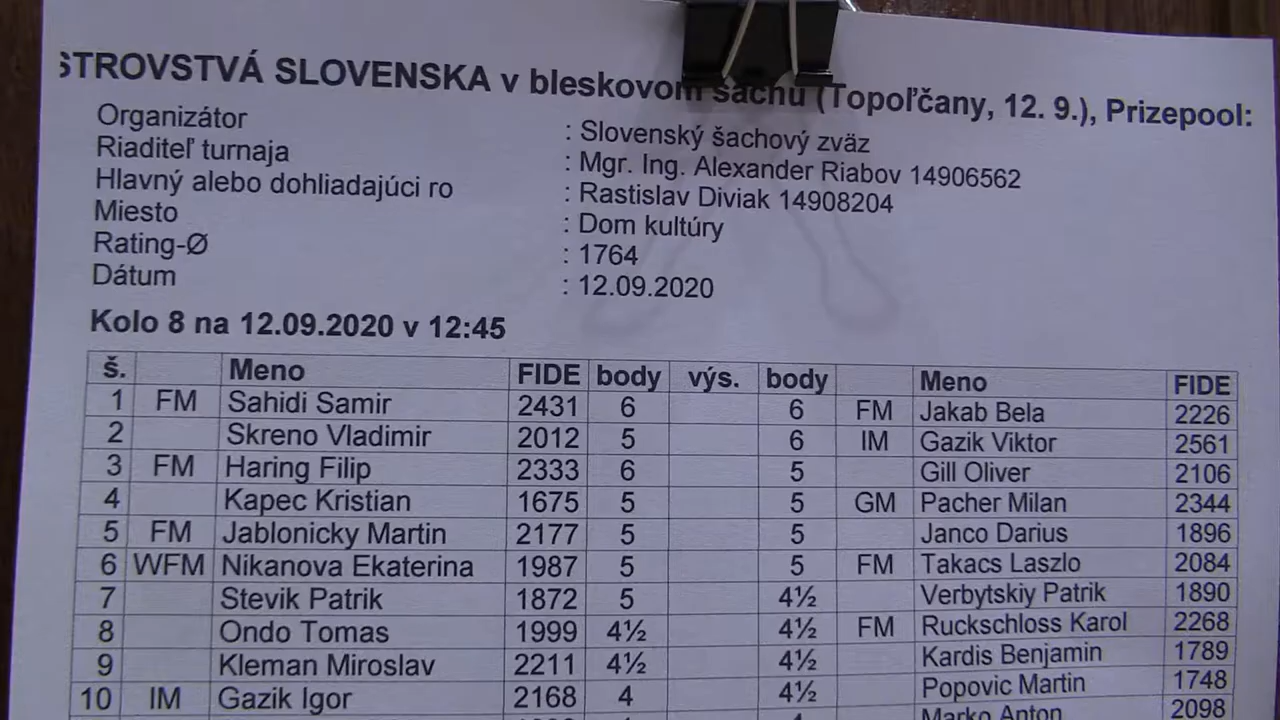 STROVSTVÁ SLOVENSKA v bleskovom šachu (Topoľčany, 12. 9.), Prizepool:
Organizátor : Slovenský šachový zväz
Riaditeľ turnaja : Mgr. Ing. Alexander Riabov 14906562
Hlavný alebo dohliadajúci ro : Rastislav Diviak 14908204
Miesto : Dom kultúry
Rating-Ø : 1764
Dátum : 12.09.2020
Kolo 8 na 12.09.2020 v 12:45
š. Meno FIDE body výs. body Meno FIDE
1 FM Sahidi Samir 2431 6 6 FM Jakab Bela 2226
2 Skreno Vladimir 2012 5 6 IM Gazik Viktor 2561
3 FM Haring Filip 2333 6 5 Gill Oliver 2106
4 Kapec Kristian 1675 5 5 GM Pacher Milan 2344
5 FM Jablonicky Martin 2177 5 5 Janco Darius 1896
6 WFM Nikanova Ekaterina 1987 5 5 FM Takacs Laszlo 2084
7 Stevik Patrik 1872 5 4½ Verbytskiy Patrik 1890
8 Ondo Tomas 1999 4½ 4½ FM Ruckschloss Karol 2268
9 Kleman Miroslav 2211 4½ 4½ Kardis Benjamin 1789
10 IM Gazik Igor 2168 4 4½ Popovic Martin 1748
Marko Anton 2098